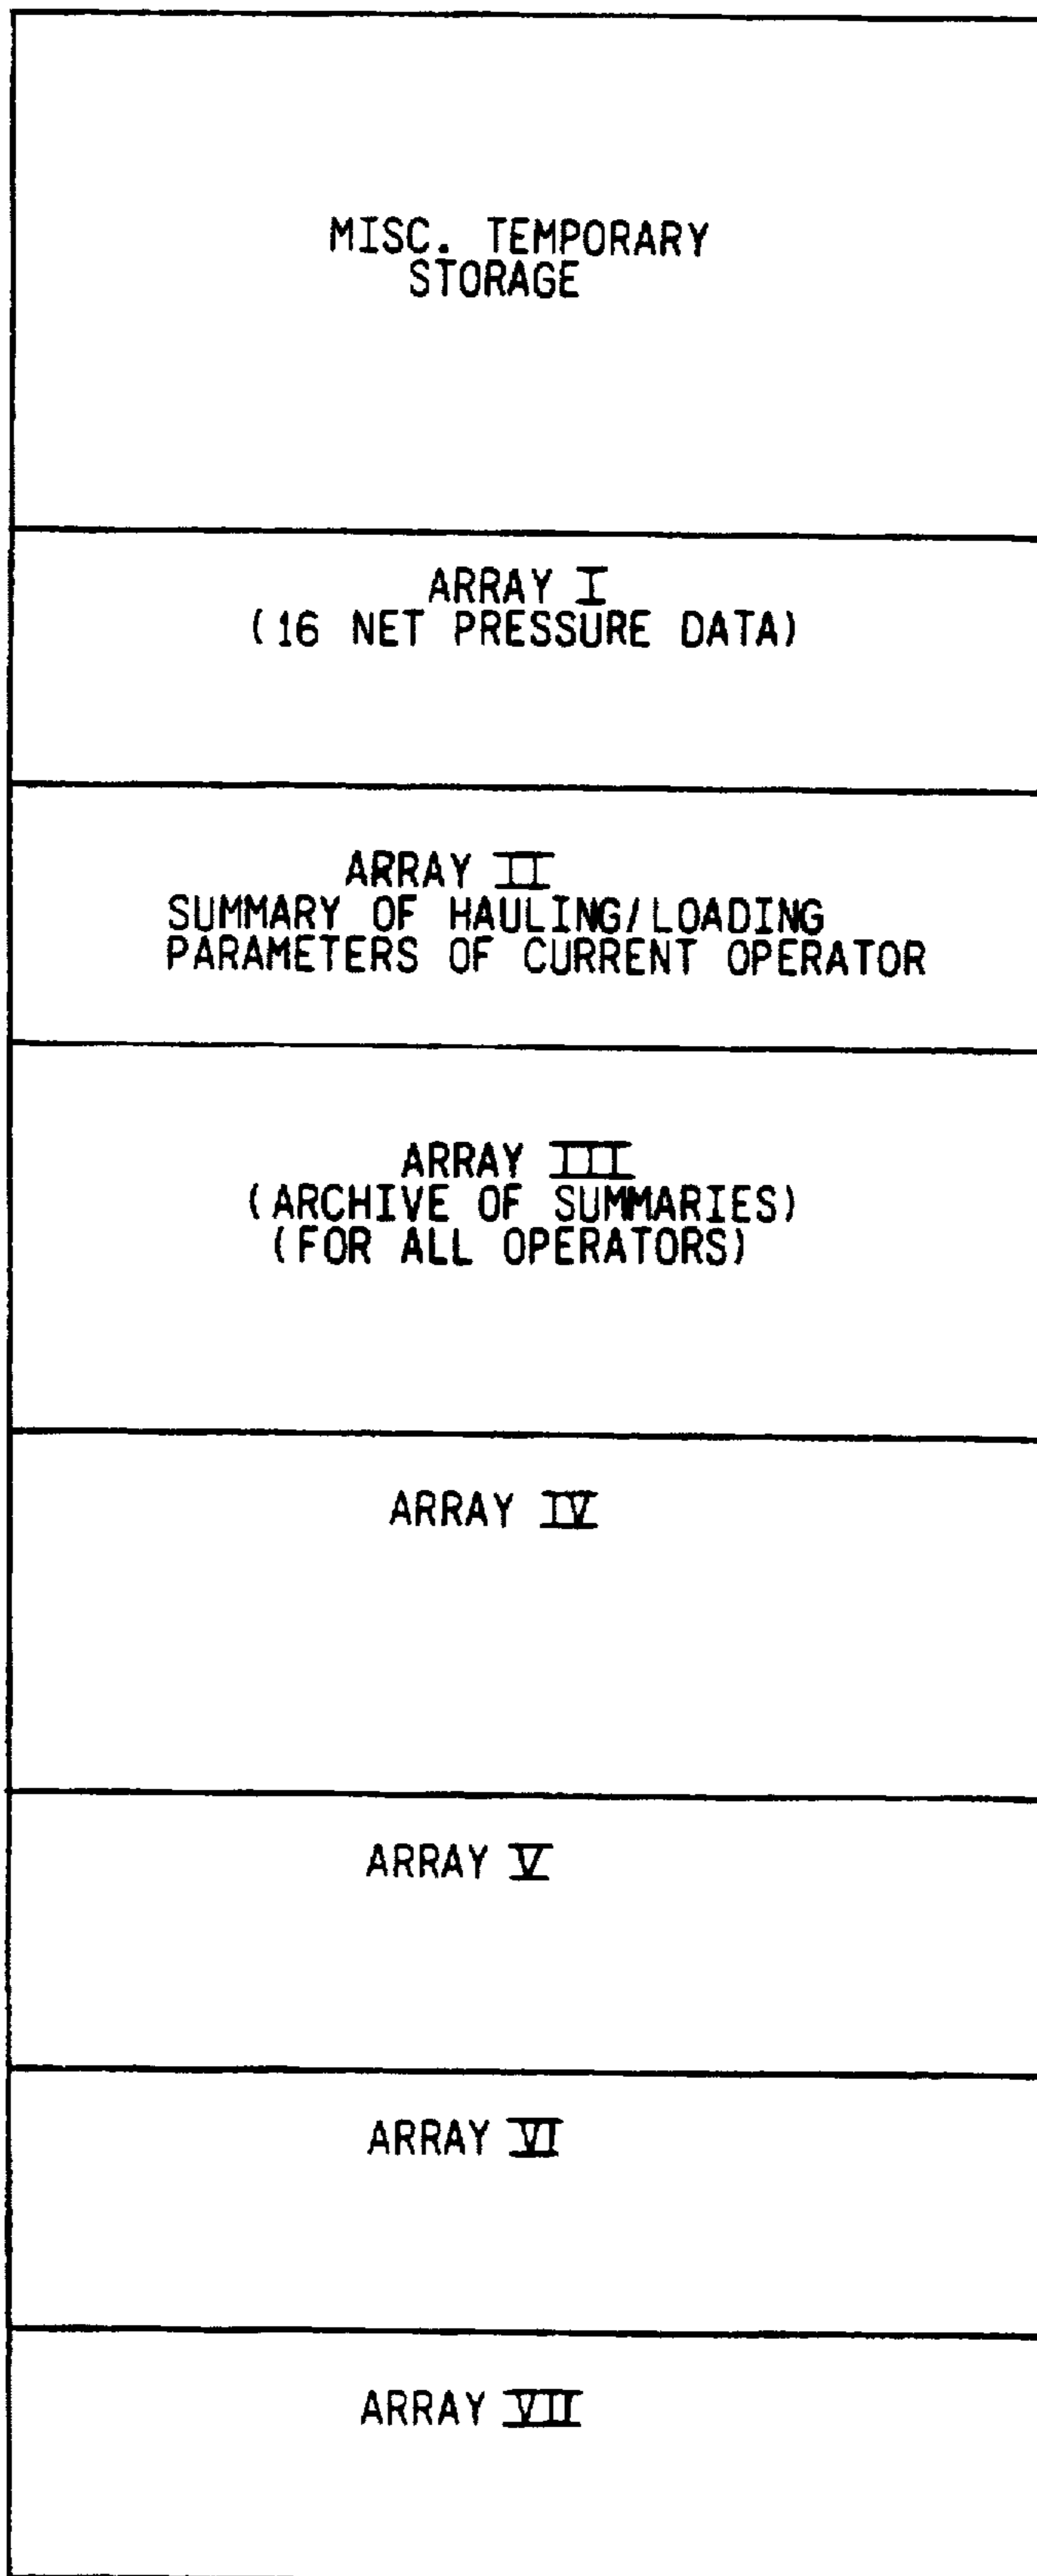 MISC. TEMPORARY
STORAGE
ARRAY I
(16 NET PRESSURE DATA)
ARRAY II
SUMMARY OF HAULING/LOADING
PARAMETERS OF CURRENT OPERATOR
ARRAY III
(ARCHIVE OF SUMMARIES)
(FOR ALL OPERATORS)
ARRAY IV
ARRAY V
ARRAY VI
ARRAY VII